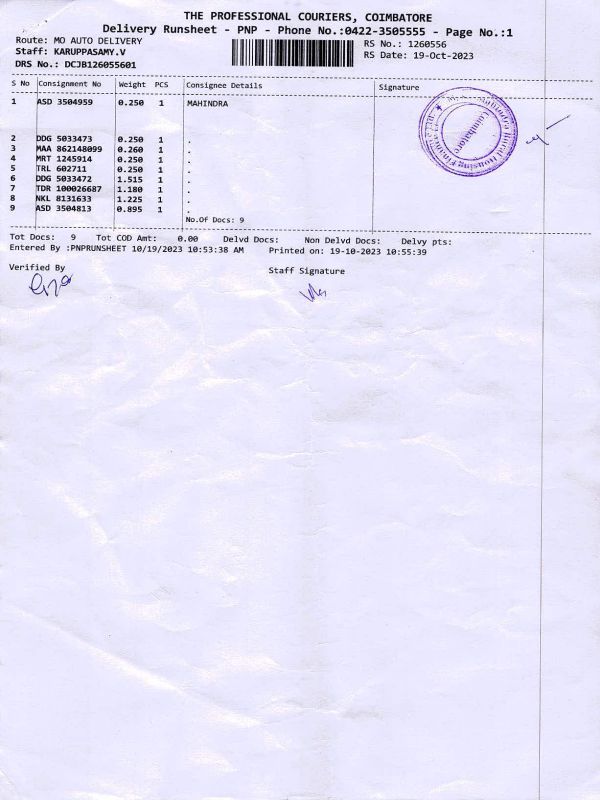 THE PROFESSIONAL COURIERS, COIMBATORE
Delivery Runsheet - PNP - Phone No.:0422-3505555 - Page No.:1
Route: MO AUTO DELIVERY
RS No.: 1260556
Staff: KARUPPASAMY.V
RS Date: 19-Oct-2023
DRS No.: DCJB126055601
S No Consignment No Weight PCS Consignee Details Signature
1 ASD 3504959 0.250 1 MAHINDRA
Mahindra Rural Housing Finance
Coimbatore
2 DDG 5033473 0.250 1 .
3 MAA 862148099 0.260 1 .
4 MRT 1245914 0.250 1 .
5 TRL 602711 0.250 1 .
6 DDG 5033472 1.515 1 .
7 TDR 100026687 1.180 1 .
8 NKL 8131633 1.225 1 .
9 ASD 3504813 0.895 1 .
No.Of Docs: 9
Tot Docs: 9 Tot COD Amt: 0.00 Delvd Docs: Non Delvd Docs: Delvy pts:
Entered By :PNPRUNSHEET 10/19/2023 10:53:38 AM Printed on: 19-10-2023 10:55:39
Verified By
Staff Signature